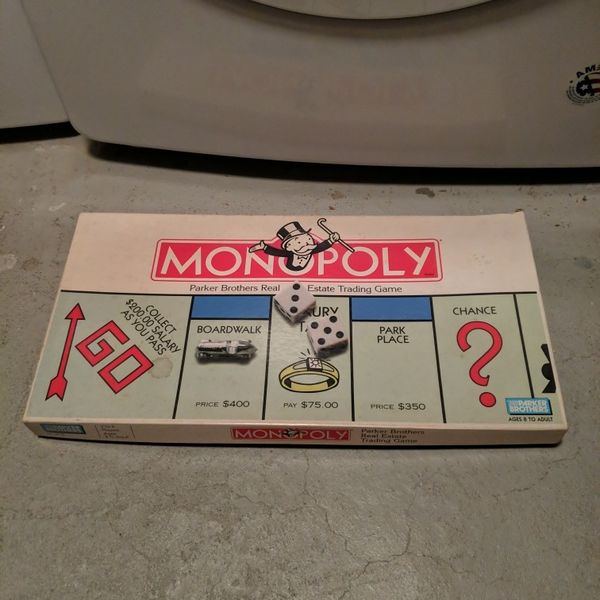 AME
MONOPOLY
Parker Brothers Real Estate Trading Game
COLLECT
$200.00 SALARY
AS YOU PASS
GO
BOARDWALK
PRICE $400
URY
PAY $75.00
PARK
PLACE
PRICE $350
CHANCE
?
PARKER
BROTHERS
AGES 8 TO ADULT
MONOPOLY
Parker Brothers
Real Estate
Trading Game